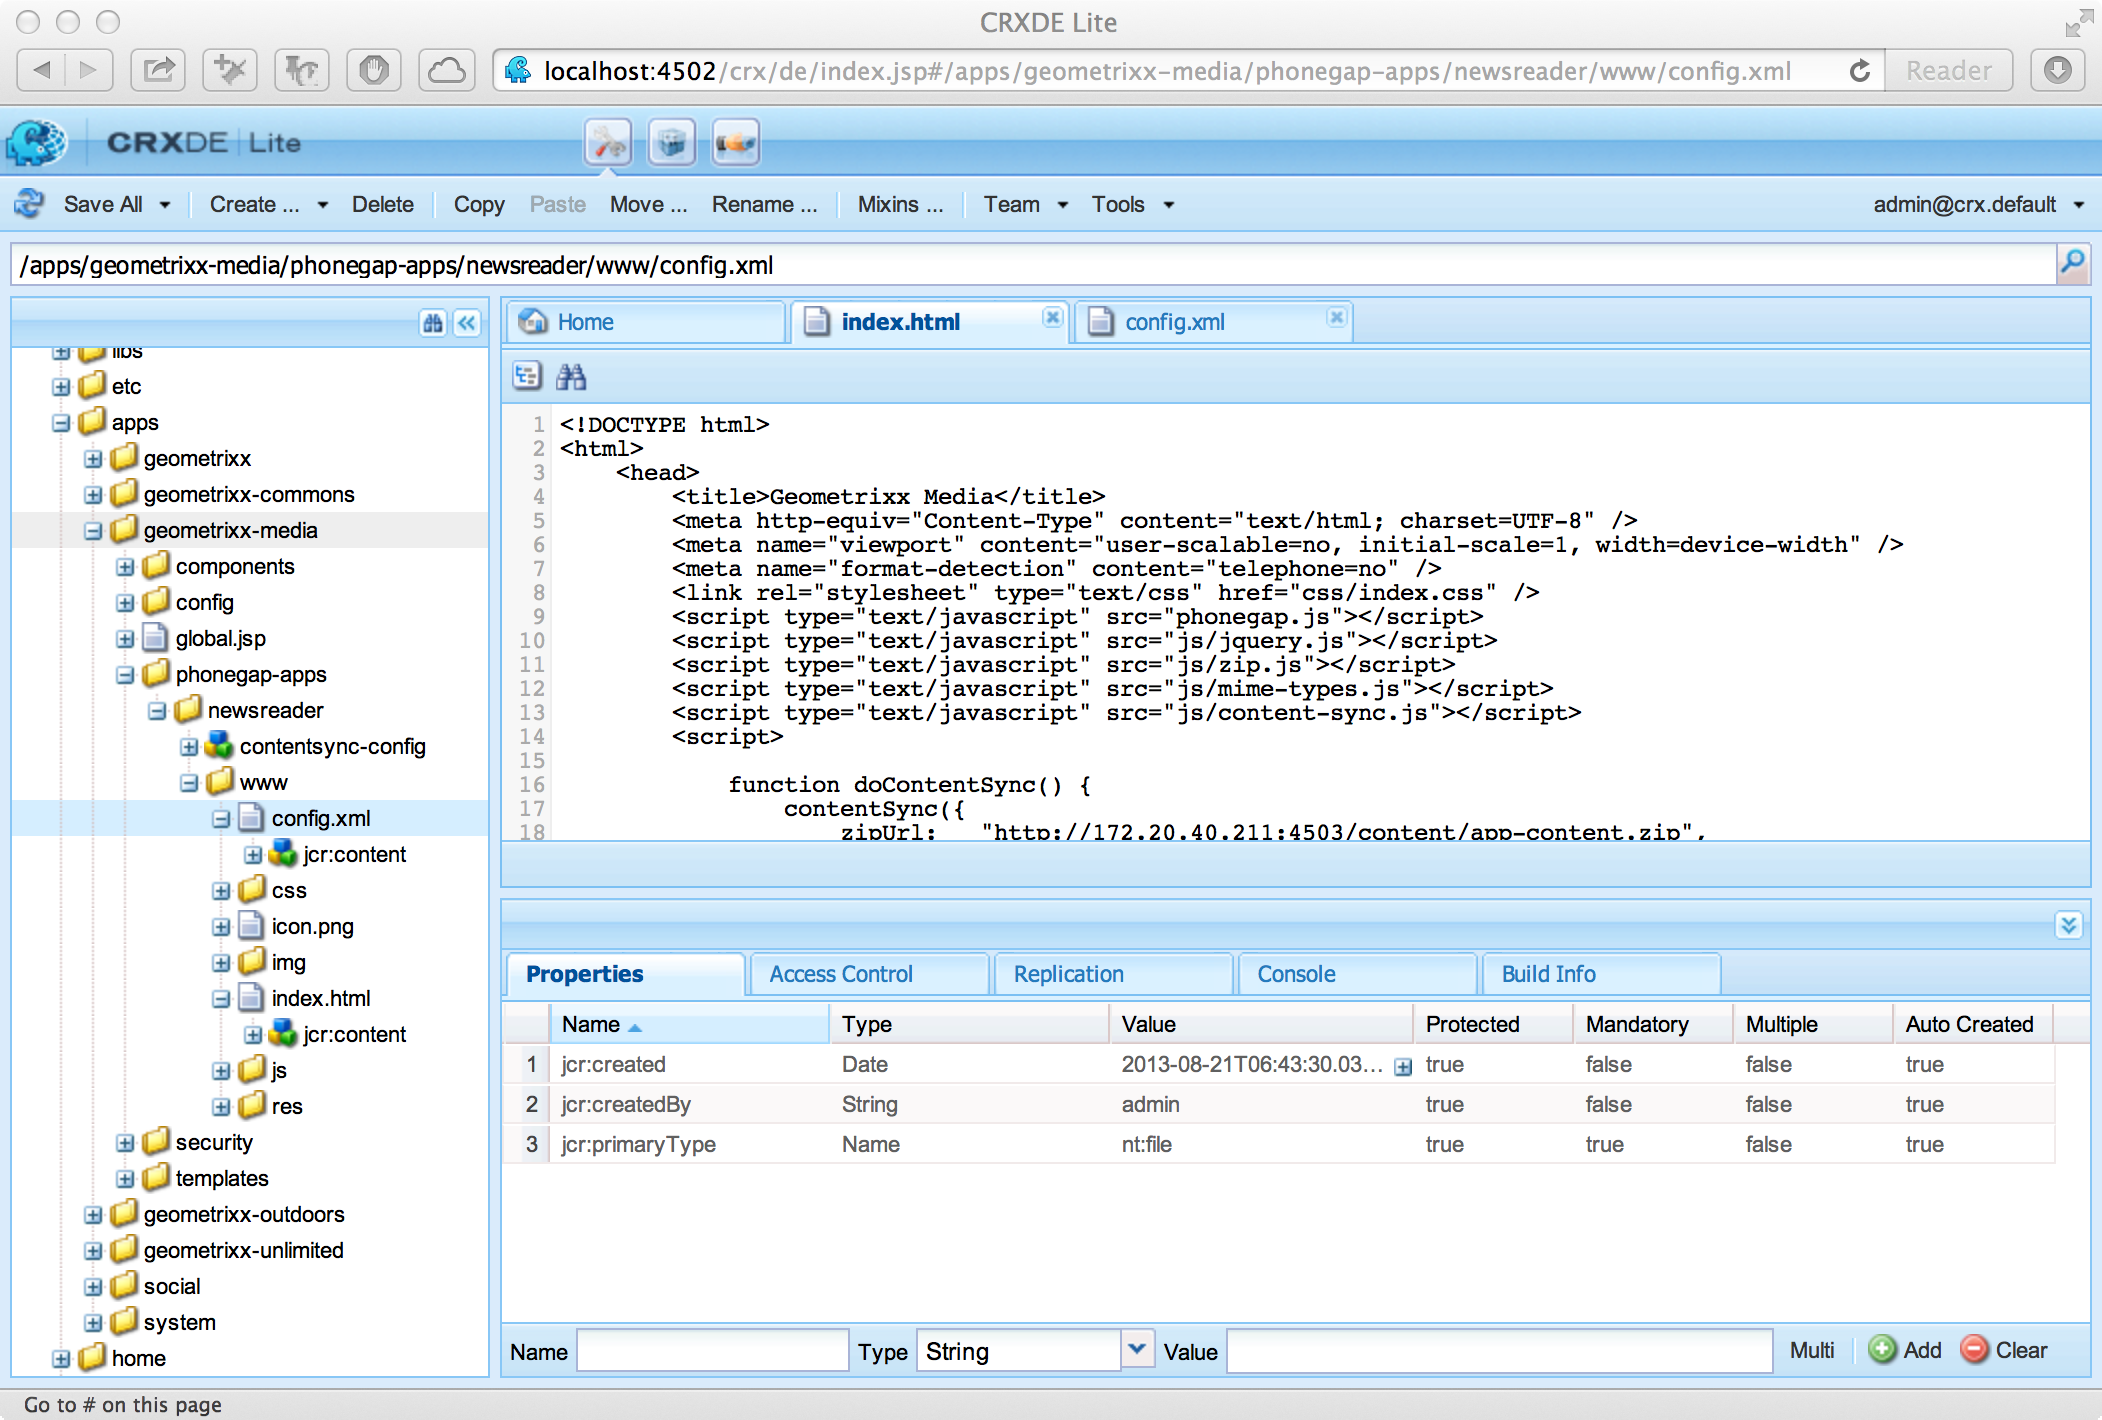 CRXDE Lite
localhost:4502/crx/de/index.jsp#/apps/geometrixx-media/phonegap-apps/newsreader/www/config.xml
Reader
CRXDE Lite
Save All
Create ...
Delete
Copy
Paste
Move ...
Rename ...
Mixins ...
Team
Tools
admin@crx.default
/apps/geometrixx-media/phonegap-apps/newsreader/www/config.xml
libs
etc
apps
geometrixx
geometrixx-commons
geometrixx-media
components
config
global.jsp
phonegap-apps
newsreader
contentsync-config
www
config.xml
jcr:content
css
icon.png
img
index.html
jcr:content
js
res
security
templates
geometrixx-outdoors
geometrixx-unlimited
social
system
home
Home
index.html
config.xml
1 <!DOCTYPE html>
2 <html>
3 <head>
4 <title>Geometrixx Media</title>
5 <meta http-equiv="Content-Type" content="text/html; charset=UTF-8" />
6 <meta name="viewport" content="user-scalable=no, initial-scale=1, width=device-width" />
7 <meta name="format-detection" content="telephone=no" />
8 <link rel="stylesheet" type="text/css" href="css/index.css" />
9 <script type="text/javascript" src="phonegap.js"></script>
10 <script type="text/javascript" src="js/jquery.js"></script>
11 <script type="text/javascript" src="js/zip.js"></script>
12 <script type="text/javascript" src="js/mime-types.js"></script>
13 <script type="text/javascript" src="js/content-sync.js"></script>
14 <script>
15
16 function doContentSync() {
17 contentSync({
18 zipUrl: "http://172.20.40.211:4503/content/app-content.zip",
Properties
Access Control
Replication
Console
Build Info
Name Type Value Protected Mandatory Multiple Auto Created
1 jcr:created Date 2013-08-21T06:43:30.03... true false false true
2 jcr:createdBy String admin true false false true
3 jcr:primaryType Name nt:file true true false true
Name
Type String
Value
Multi
Add
Clear
Go to # on this page